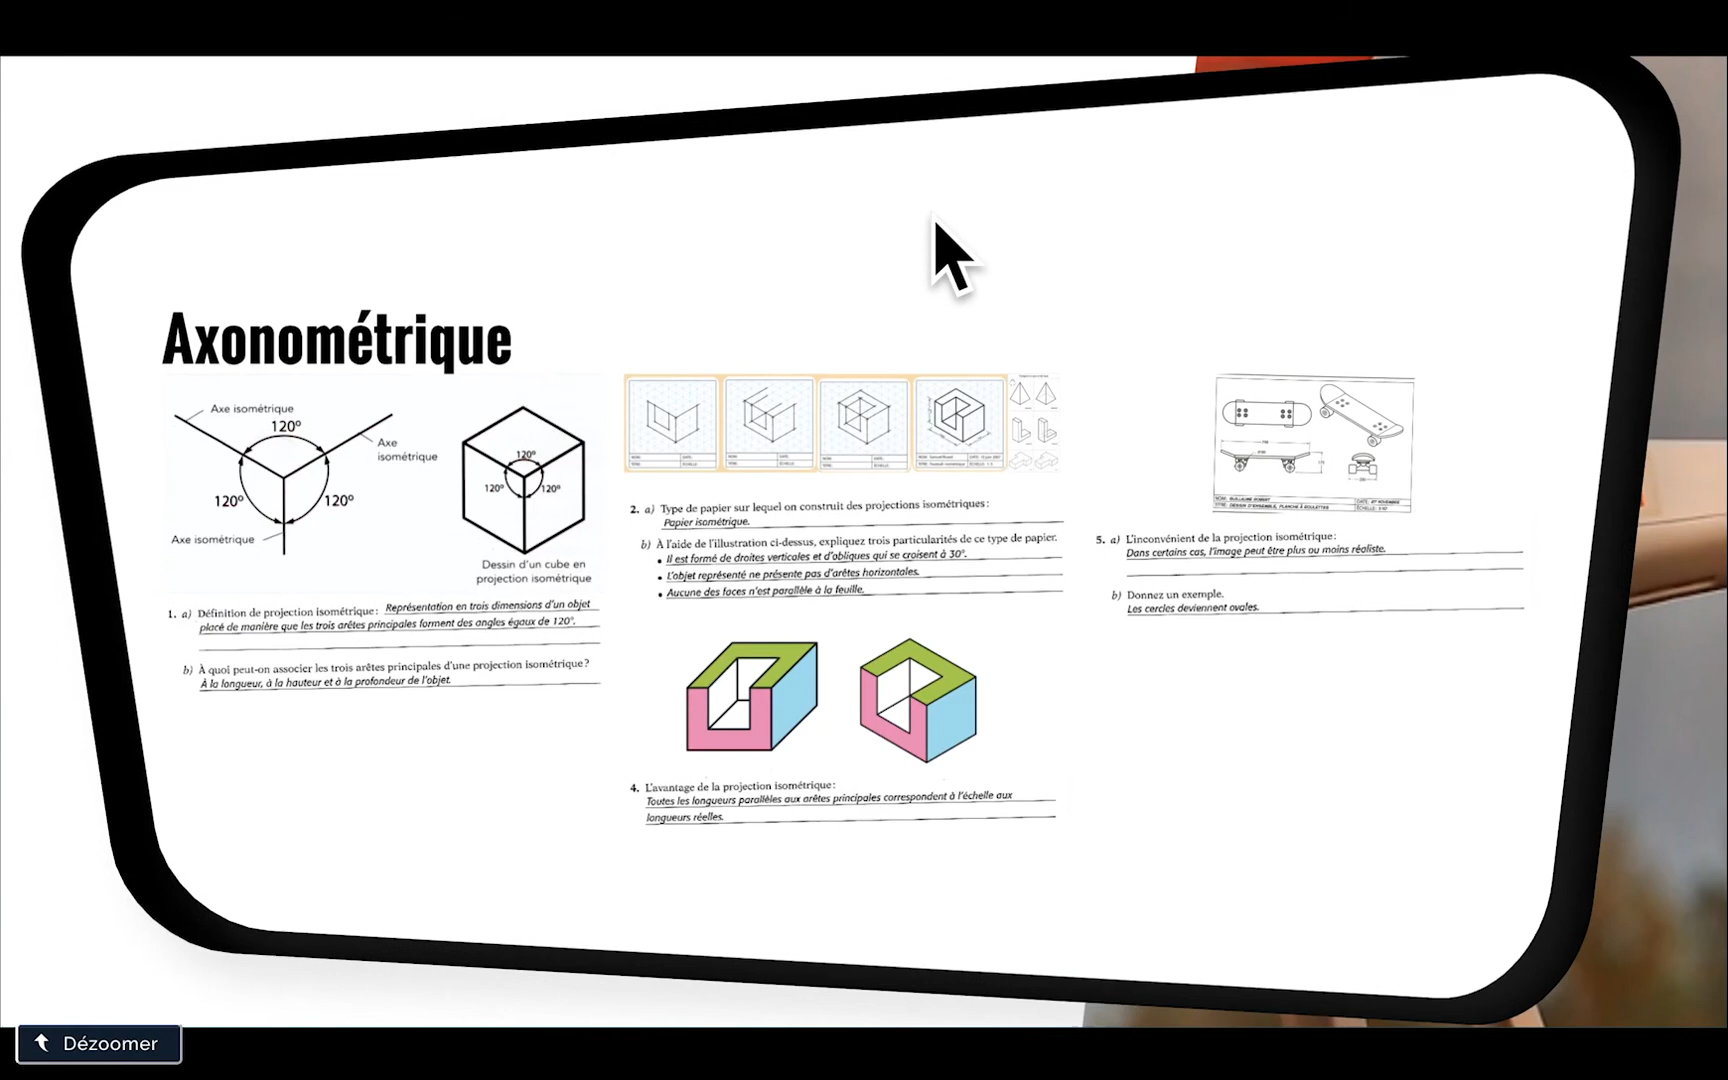 Axonométrique
Axe isométrique
120°
Axe
isométrique
120°
120°
Axe isométrique
120°
120°
120°
Dessin d'un cube en
projection isométrique
1. a) Définition de projection isométrique: Représentation en trois dimensions d'un objet
placé de manière que les trois arêtes principales forment des angles égaux de 120°.
b) À quoi peut-on associer les trois arêtes principales d'une projection isométrique?
À la longueur, à la hauteur et à la profondeur de l'objet.
2. a) Type de papier sur lequel on construit des projections isométriques:
Papier isométrique.
b) À l'aide de l'illustration ci-dessus, expliquez trois particularités de ce type de papier.
• Il est formé de droites verticales et d'obliques qui se croisent à 30°.
• L'objet représenté ne présente pas d'arêtes horizontales.
• Aucune des faces n'est parallèle à la feuille.
4. L'avantage de la projection isométrique:
Toutes les longueurs parallèles aux arêtes principales correspondent à l'échelle aux
longueurs réelles.
TITRE: DESSIN D'ENSEMBLE, PLANCHE À ROULETTES
5. a) L'inconvénient de la projection isométrique:
Dans certains cas, l'image peut être plus ou moins réaliste.
b) Donnez un exemple.
Les cercles deviennent ovales.
Dézoomer